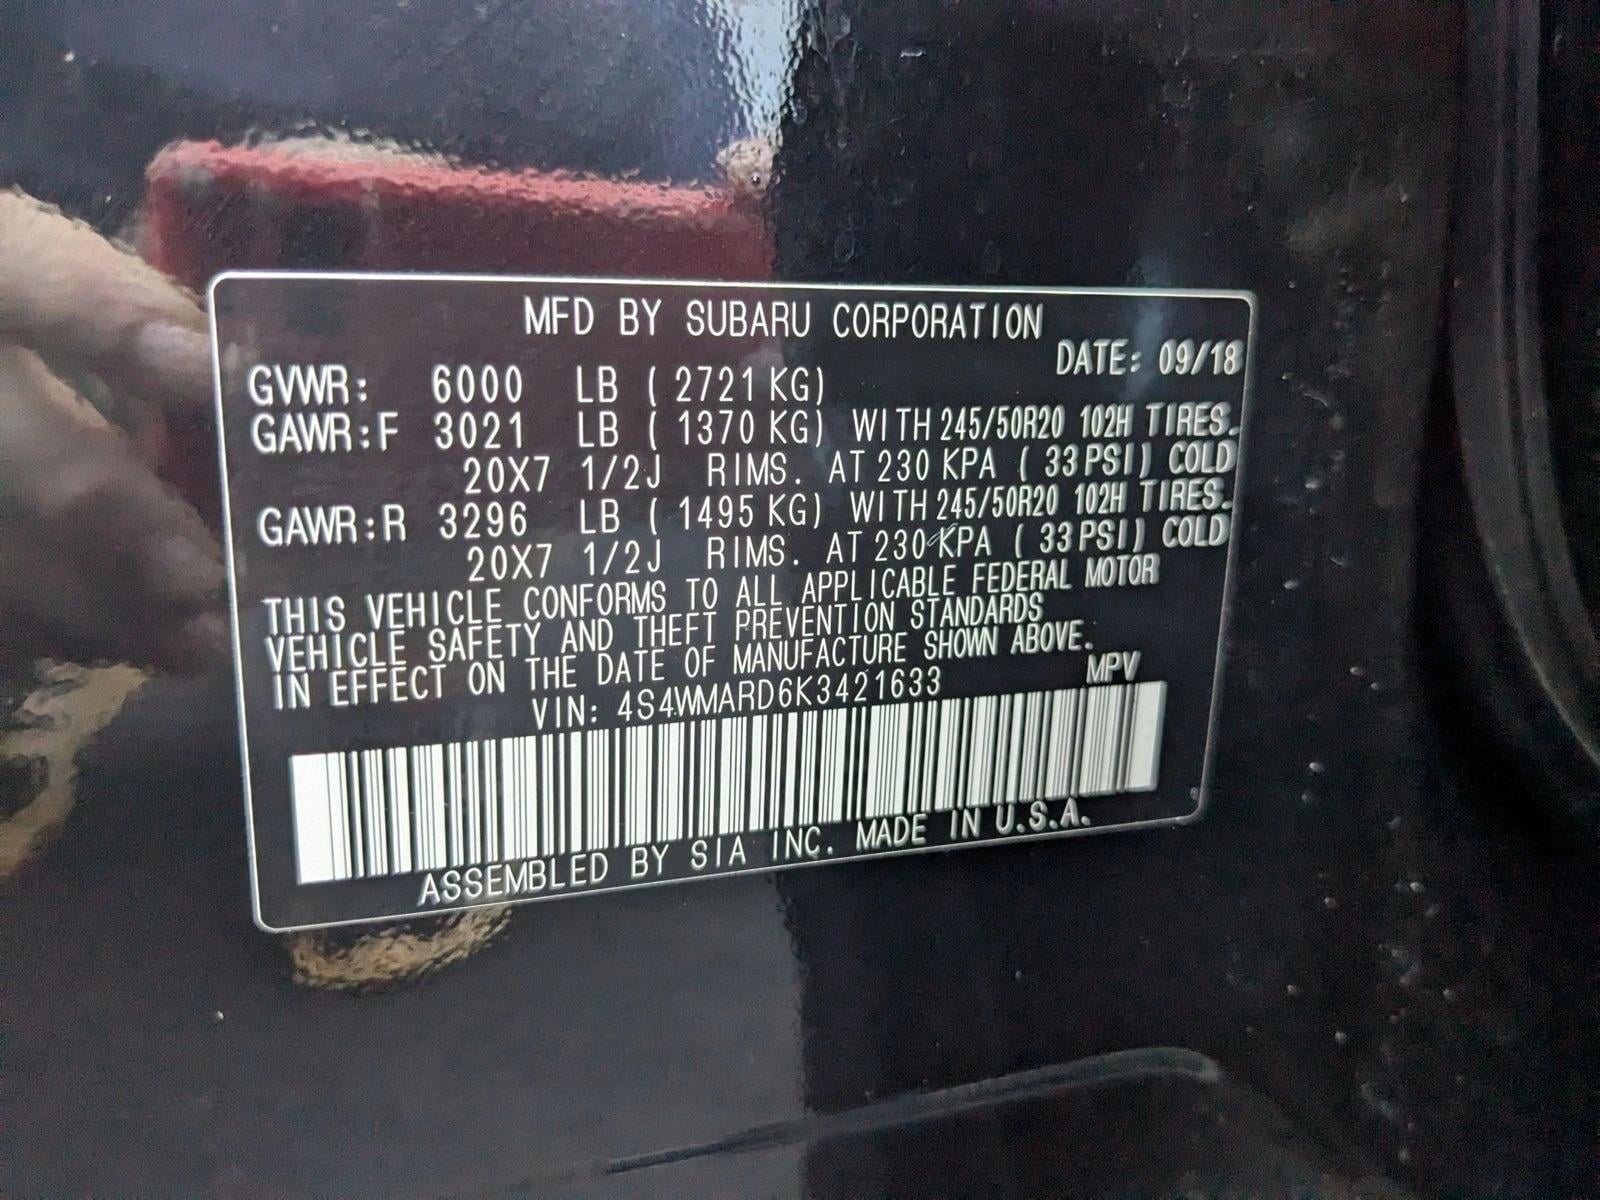 MFD BY SUBARU CORPORATION
DATE: 09/18
GVWR: 6000 LB (2721 KG)
GAWR:F 3021 LB (1370 KG) WITH 245/50R20 102H TIRES.
20X7 1/2J RIMS. AT 230 KPA (33 PSI) COLD
GAWR:R 3296 LB (1495 KG) WITH 245/50R20 102H TIRES.
20X7 1/2J RIMS. AT 230 KPA (33 PSI) COLD
THIS VEHICLE CONFORMS TO ALL APPLICABLE FEDERAL MOTOR
VEHICLE SAFETY AND THEFT PREVENTION STANDARDS
IN EFFECT ON THE DATE OF MANUFACTURE SHOWN ABOVE.
VIN: 4S4WMARD6K3421633 MPV
ASSEMBLED BY SIA INC. MADE IN U.S.A.